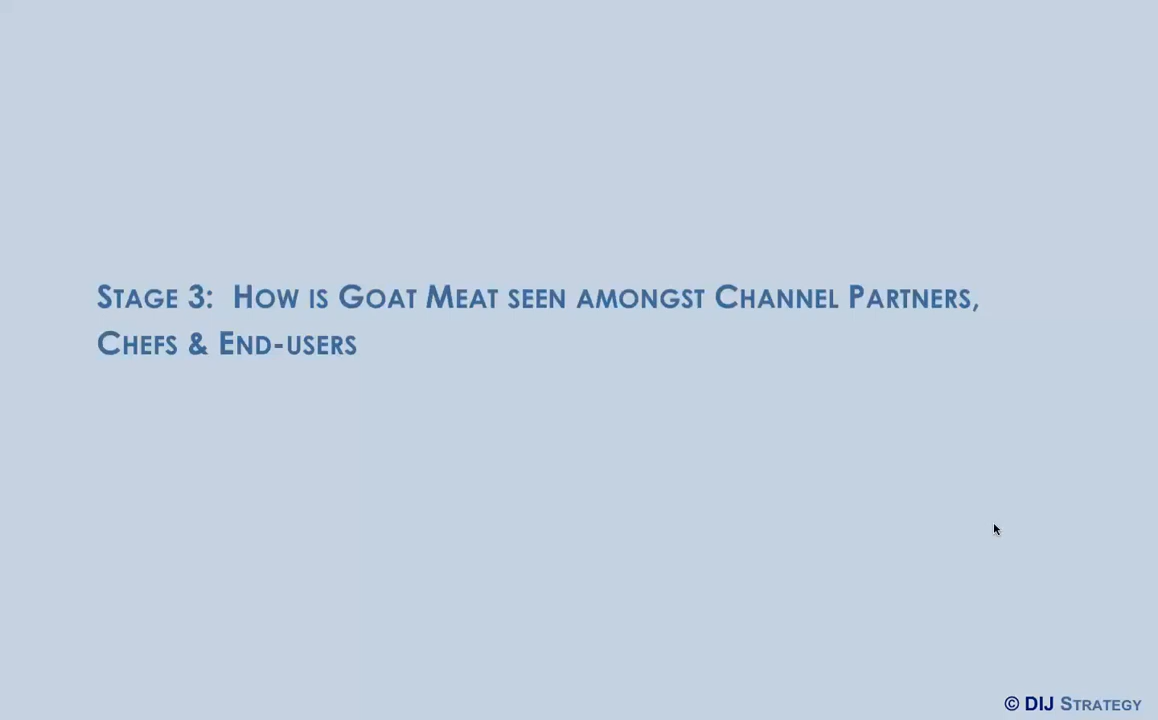 Stage 3: How is Goat Meat seen amongst Channel Partners,
Chefs & End-users
© DIJ Strategy